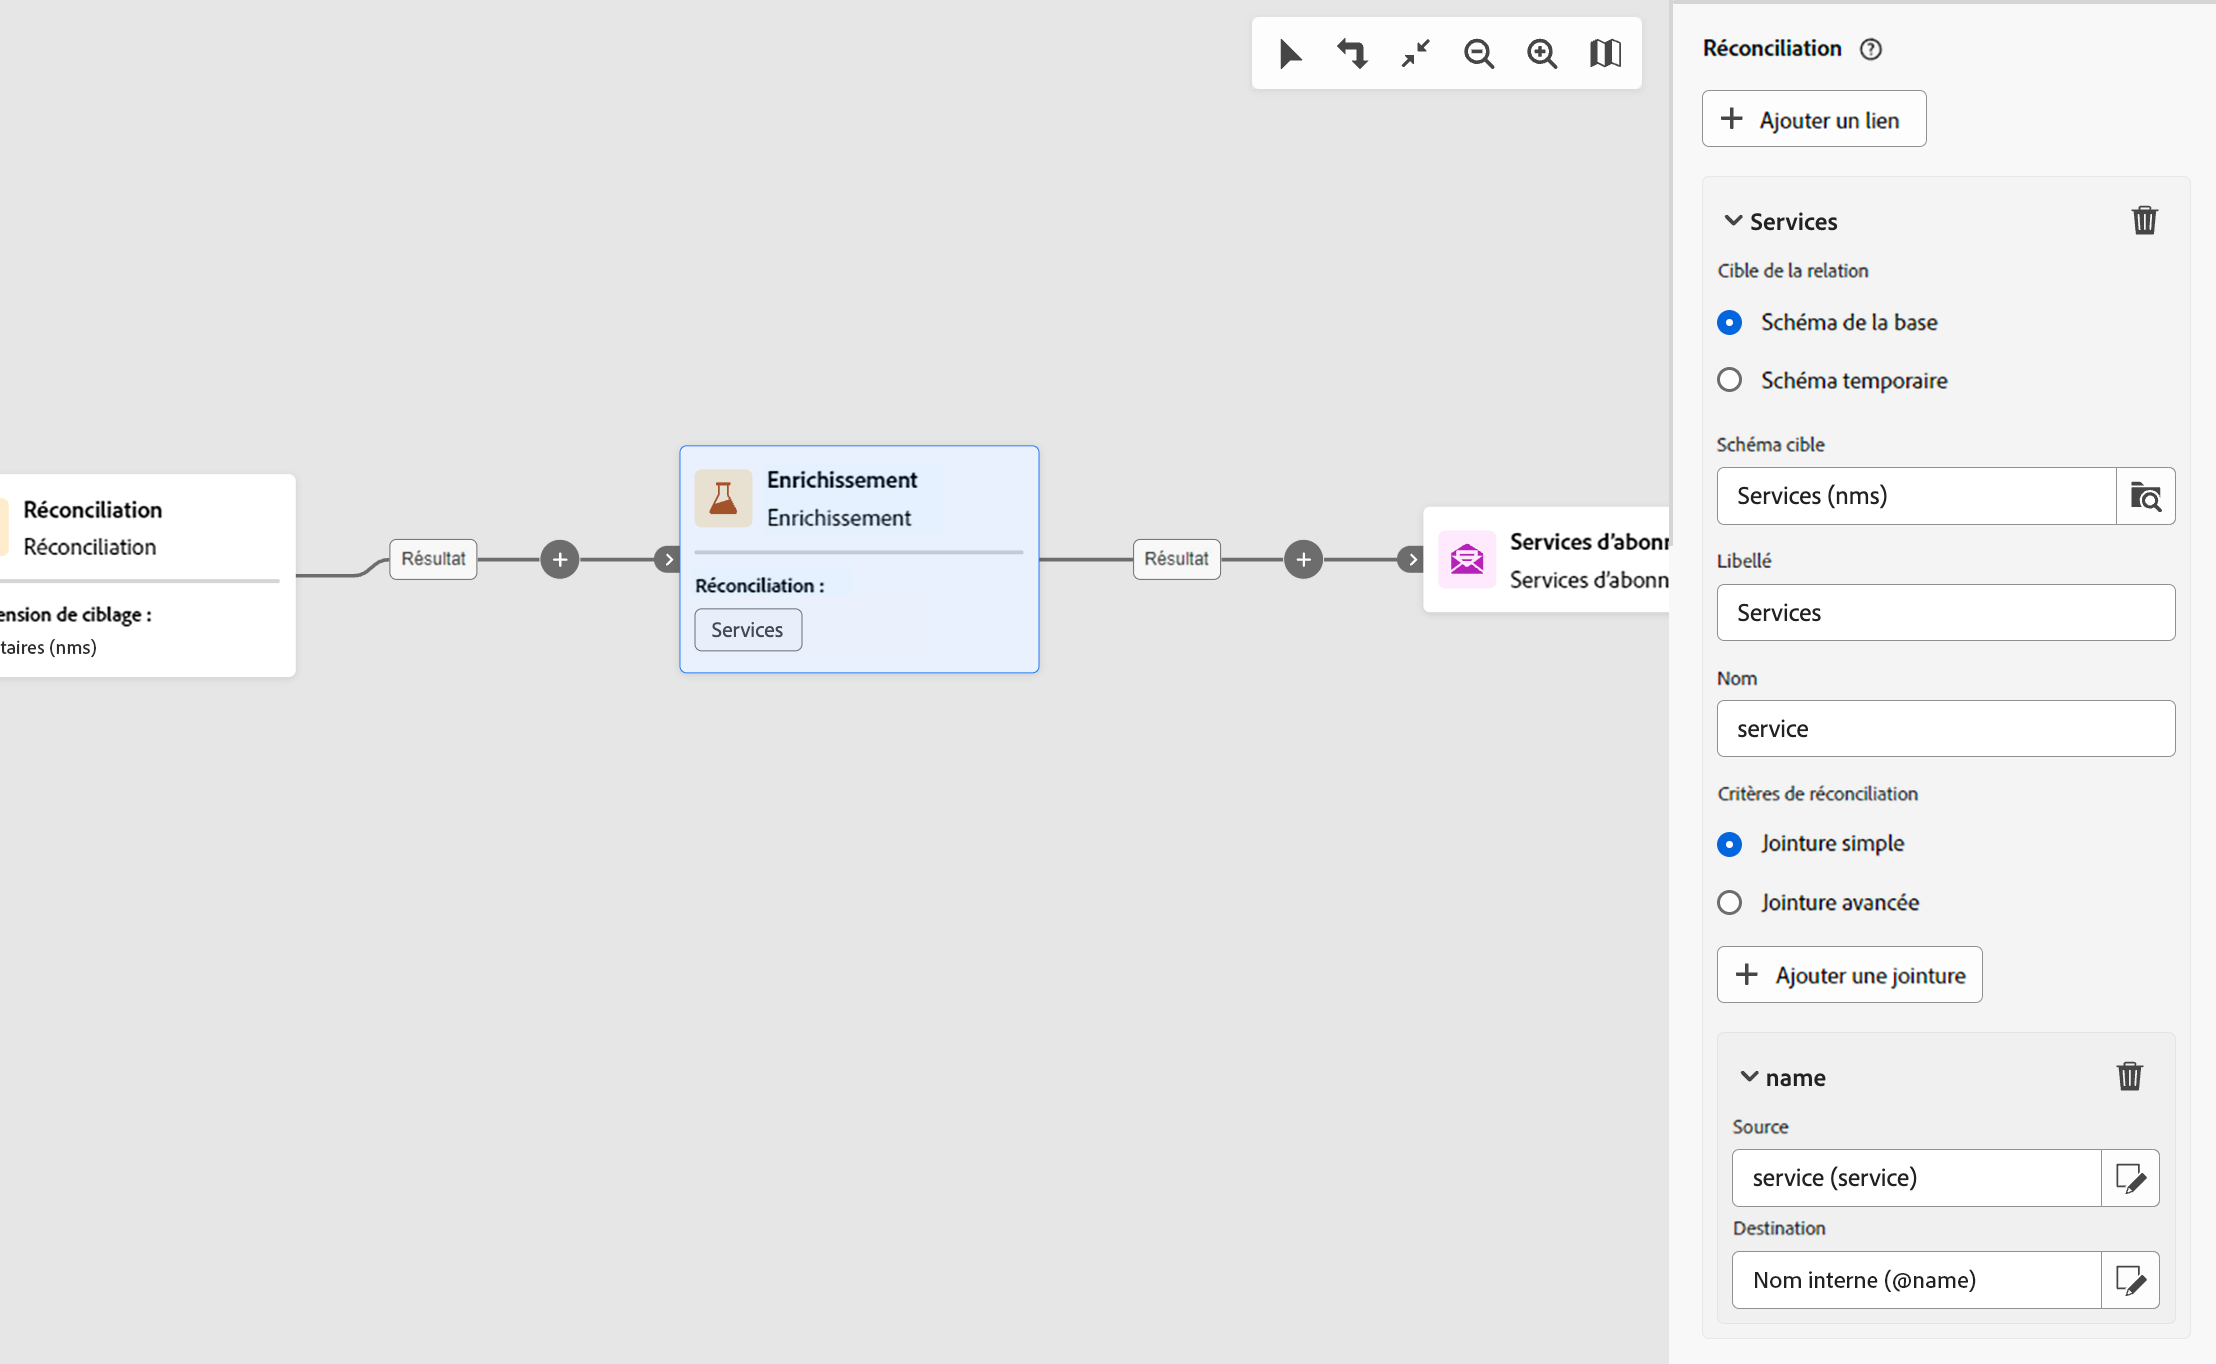 Réconciliation
Réconciliation
ension de ciblage :
taires (nms)
Résultat
Enrichissement
Enrichissement
Réconciliation :
Services
Résultat
Services d’abonn
Services d’abonn
Réconciliation
Ajouter un lien
Services
Cible de la relation
Schéma de la base
Schéma temporaire
Schéma cible
Services (nms)
Libellé
Services
Nom
service
Critères de réconciliation
Jointure simple
Jointure avancée
Ajouter une jointure
name
Source
service (service)
Destination
Nom interne (@name)